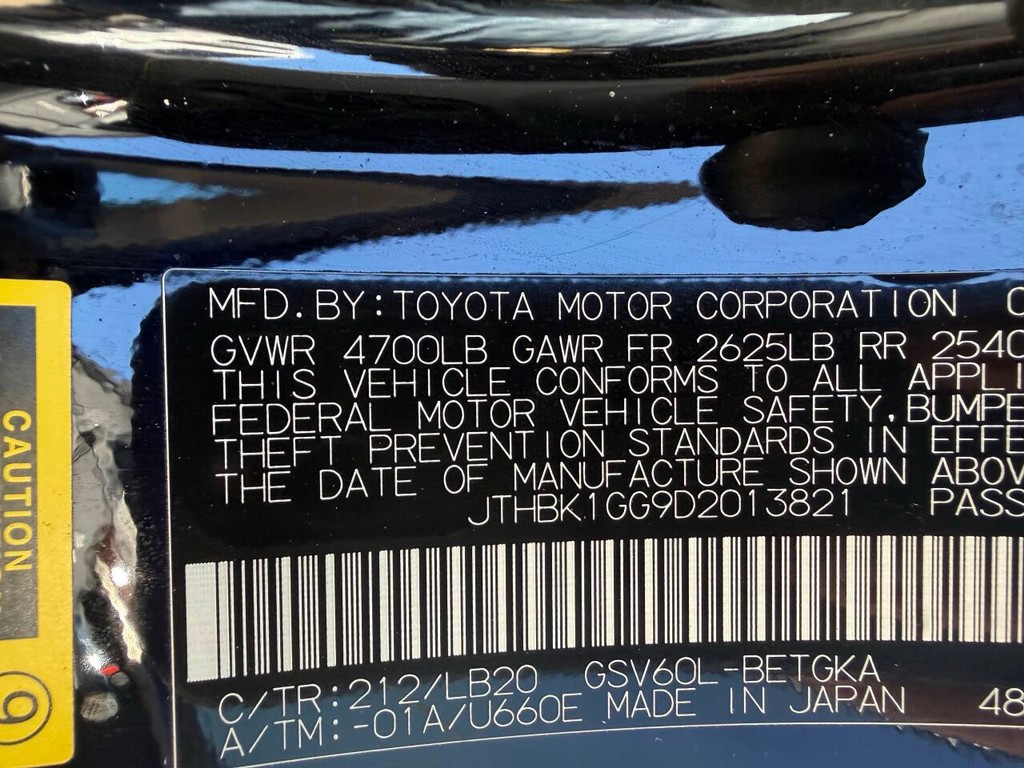 MFD. BY: TOYOTA MOTOR CORPORATION
GVWR 4700LB GAWR FR 2625LB RR 2540
THIS VEHICLE CONFORMS TO ALL APPLI
FEDERAL MOTOR VEHICLE SAFETY, BUMPE
THEFT PREVENTION STANDARDS IN EFFE
THE DATE OF MANUFACTURE SHOWN ABOV
JTHBK1GG9D2013821 PASS
C/TR:212/LB20 GSV60L-BETGKA
A/TM:-01A/U660E MADE IN JAPAN 48
CAUTION
9